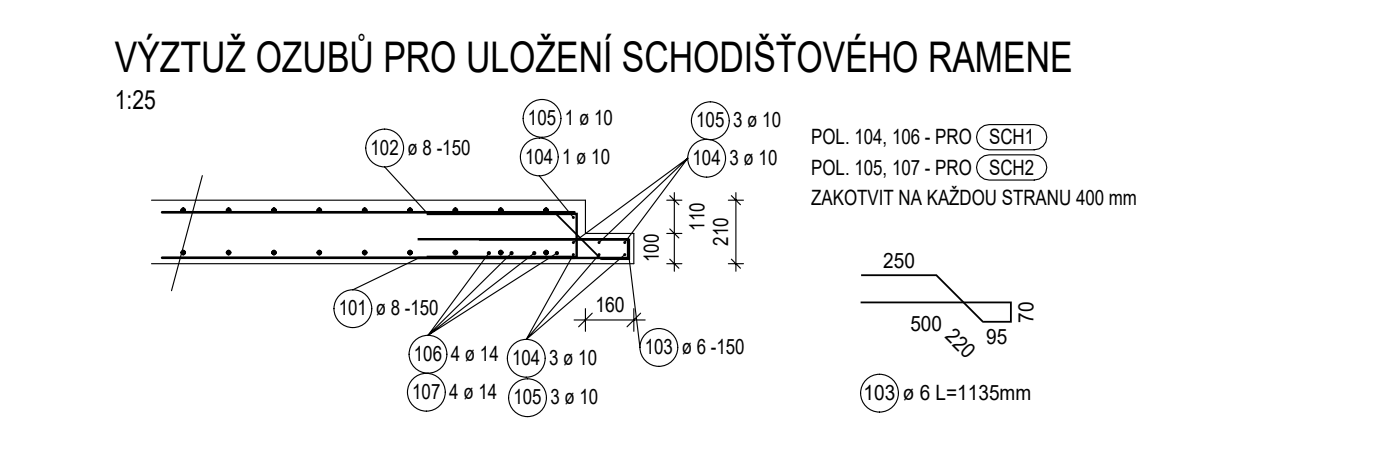 VÝZTUŽ OZUBŮ PRO ULOŽENÍ SCHODIŠŤOVÉHO RAMENE
1:25
105 1 ø 10
104 1 ø 10
105 3 ø 10
104 3 ø 10
102 ø 8 -150
POL. 104, 106 - PRO SCH1
POL. 105, 107 - PRO SCH2
ZAKOTVIT NA KAŽDOU STRANU 400 mm
110
100
210
160
101 ø 8 -150
106 4 ø 14
107 4 ø 14
104 3 ø 10
105 3 ø 10
103 ø 6 -150
250
500
220
95
70
103 ø 6 L=1135mm